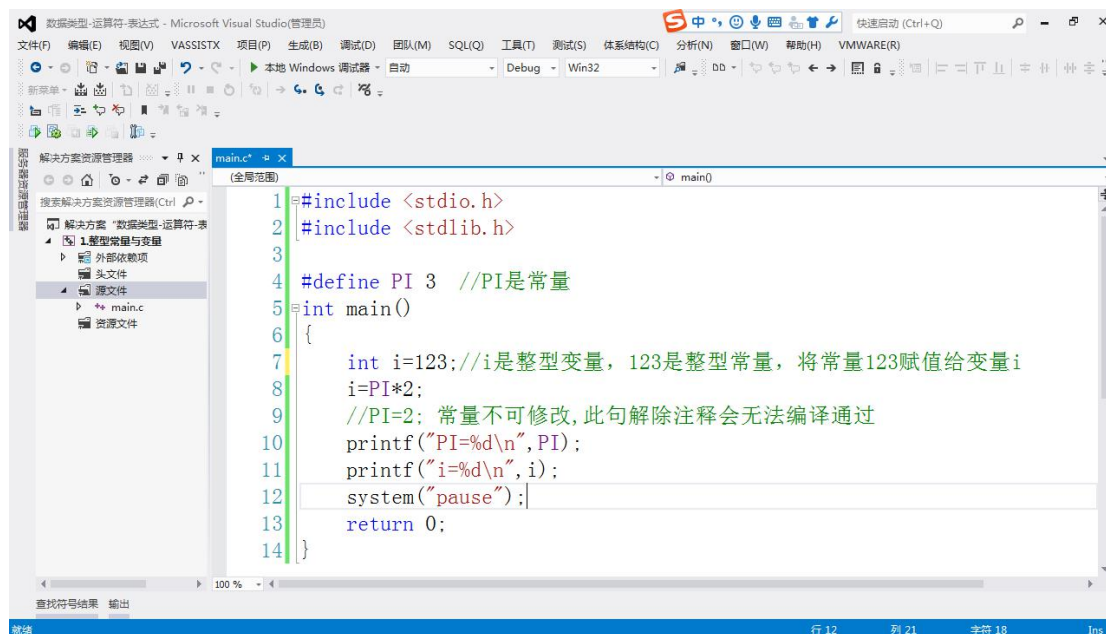 数据类型-运算符-表达式 - Microsoft Visual Studio(管理员)
中
快速启动 (Ctrl+Q)
文件(F) 编辑(E) 视图(V) VASSISTX 项目(P) 生成(B) 调试(D) 团队(M) SQL(Q) 工具(T) 测试(S) 体系结构(C) 分析(N) 窗口(W) 帮助(H) VMWARE(R)
本地 Windows 调试器 自动 Debug Win32
新菜单
解决方案资源管理器
main.c*
(全局范围)
main()
搜索解决方案资源管理器(Ctrl
解决方案 "数据类型-运算符-表
1.整型常量与变量
外部依赖项
头文件
源文件
main.c
资源文件
1 #include <stdio.h>
2 #include <stdlib.h>
3
4 #define PI 3 //PI是常量
5 int main()
6 {
7 int i=123;//i是整型变量，123是整型常量，将常量123赋值给变量i
8 i=PI*2;
9 //PI=2; 常量不可修改,此句解除注释会无法编译通过
10 printf("PI=%d\n",PI);
11 printf("i=%d\n",i);
12 system("pause");
13 return 0;
14 }
100 %
查找符号结果 输出
就绪 行 12 列 21 字符 18 Ins